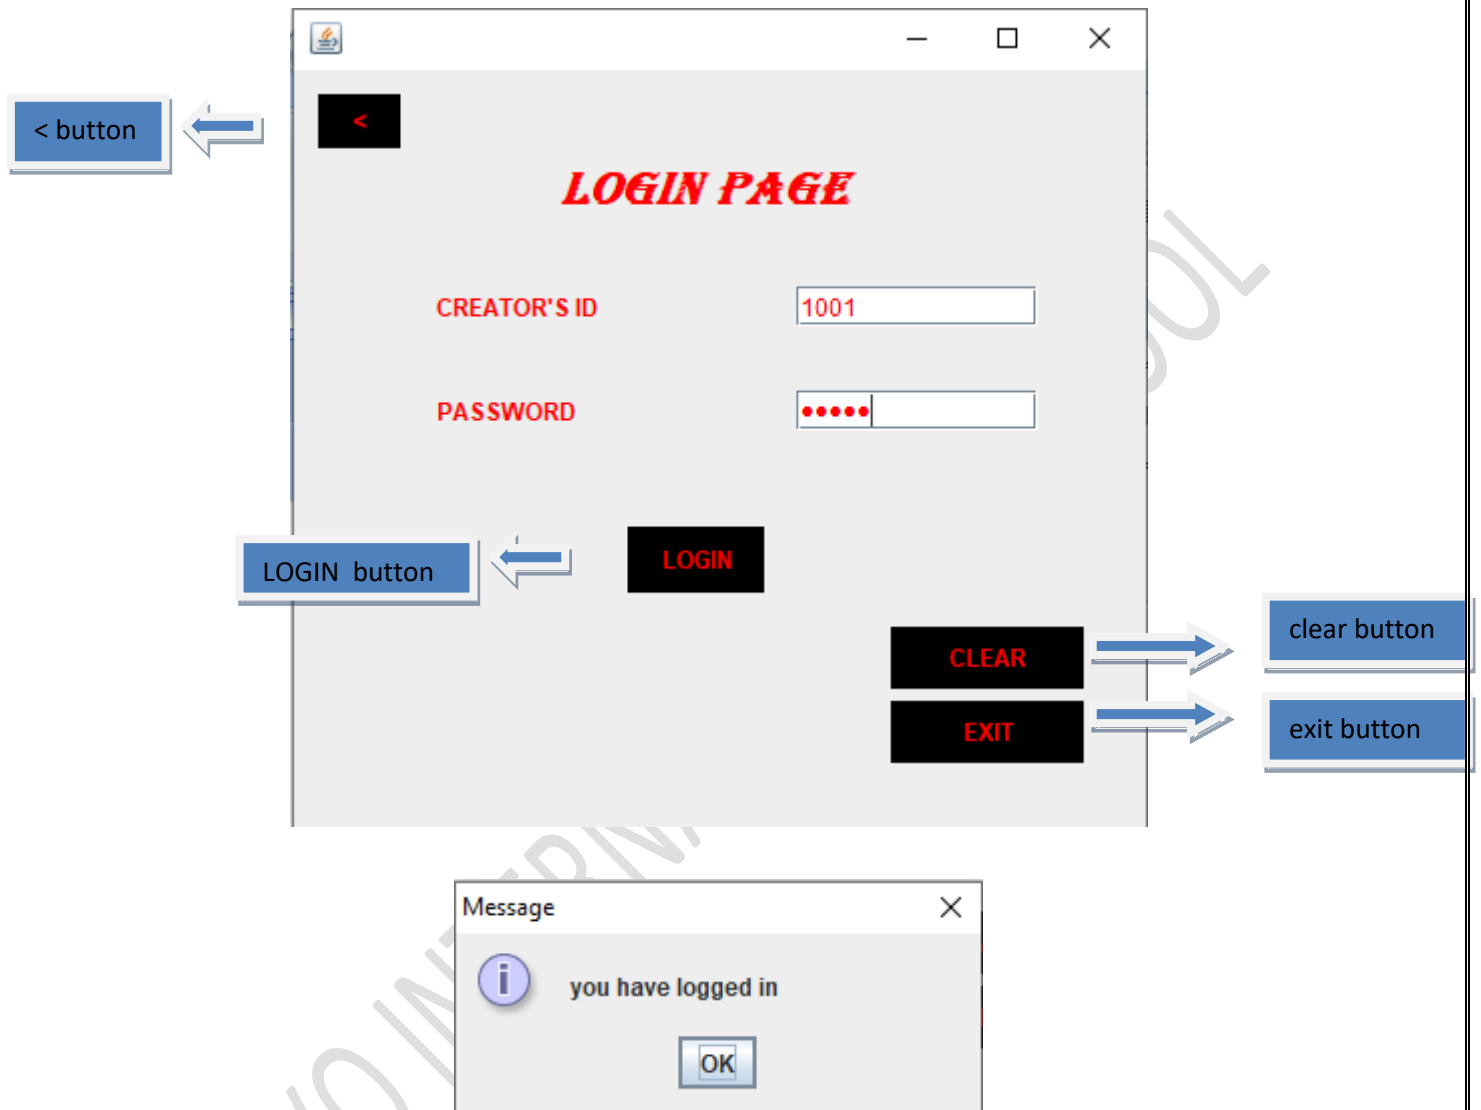 < button
<
LOGIN PAGE
CREATOR'S ID
1001
PASSWORD
LOGIN button
LOGIN
CLEAR
clear button
EXIT
exit button
Message
you have logged in
OK